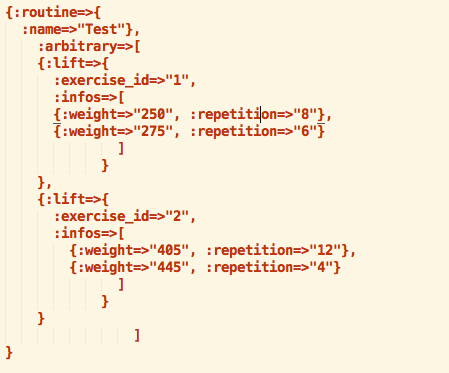 {:routine=>{
  :name=>"Test"},
    :arbitrary=>[
    {:lift=>{
      :exercise_id=>"1",
      :infos=>[
      {:weight=>"250", :repetition=>"8"},
      {:weight=>"275", :repetition=>"6"}
              ]
            }
    },
    {:lift=>{
      :exercise_id=>"2",
      :infos=>[
        {:weight=>"405", :repetition=>"12"},
        {:weight=>"445", :repetition=>"4"}
              ]
            }
    }
                ]
}